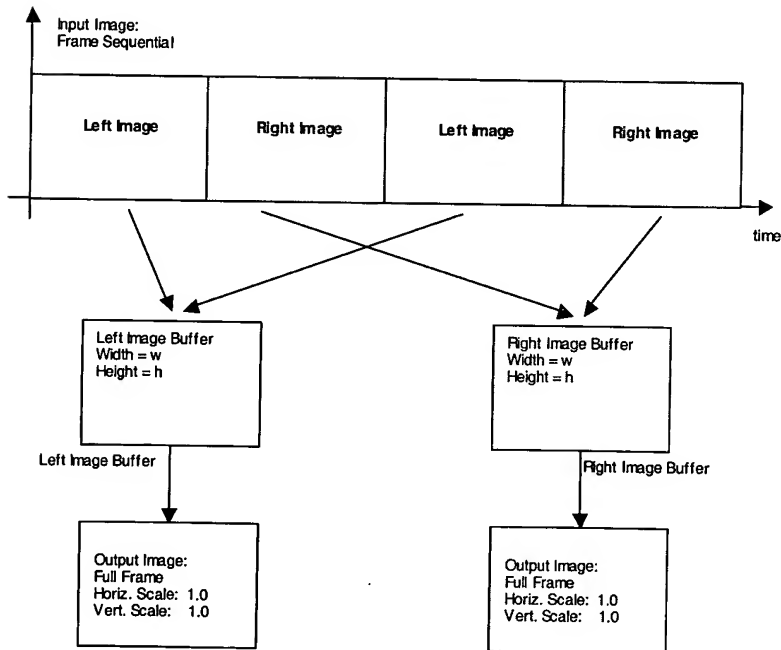 Input Image:
Frame Sequential
Left Image
Right Image
Left Image
Right Image
time
Left Image Buffer
Width = w
Height = h
Right Image Buffer
Width = w
Height = h
Left Image Buffer
Right Image Buffer
Output Image:
Full Frame
Horiz. Scale: 1.0
Vert. Scale: 1.0
Output Image:
Full Frame
Horiz. Scale: 1.0
Vert. Scale: 1.0